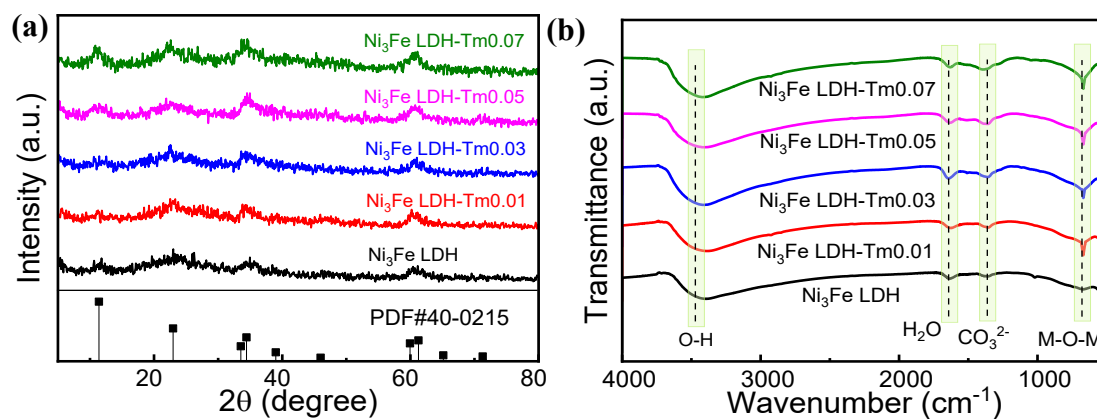 (a)
Intensity (a.u.)
Ni₃Fe LDH-Tm0.07
Ni₃Fe LDH-Tm0.05
Ni₃Fe LDH-Tm0.03
Ni₃Fe LDH-Tm0.01
Ni₃Fe LDH
PDF#40-0215
20 40 60 80
2θ (degree)
(b)
Transmittance (a.u.)
Ni₃Fe LDH-Tm0.07
Ni₃Fe LDH-Tm0.05
Ni₃Fe LDH-Tm0.03
Ni₃Fe LDH-Tm0.01
Ni₃Fe LDH
O-H
H₂O
CO₃²⁻
M-O-M
4000 3000 2000 1000
Wavenumber (cm⁻¹)